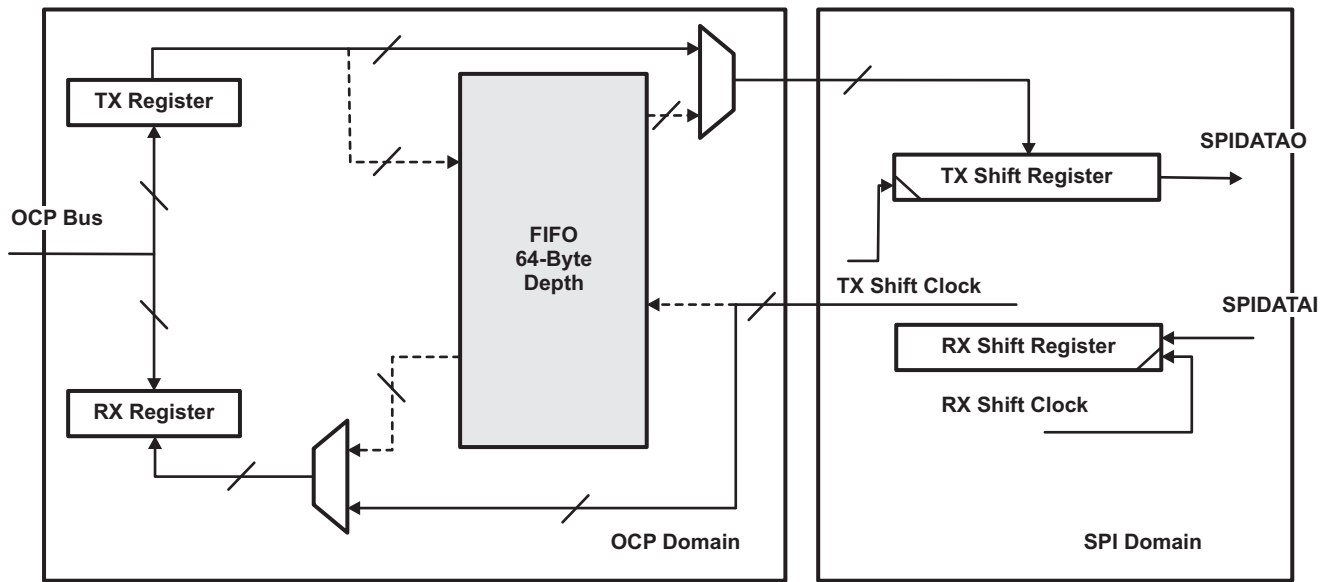 TX Register
SPIDATAO
TX Shift Register
OCP Bus
FIFO
64-Byte
Depth
TX Shift Clock
SPIDATAI
RX Shift Register
RX Register
RX Shift Clock
OCP Domain
SPI Domain